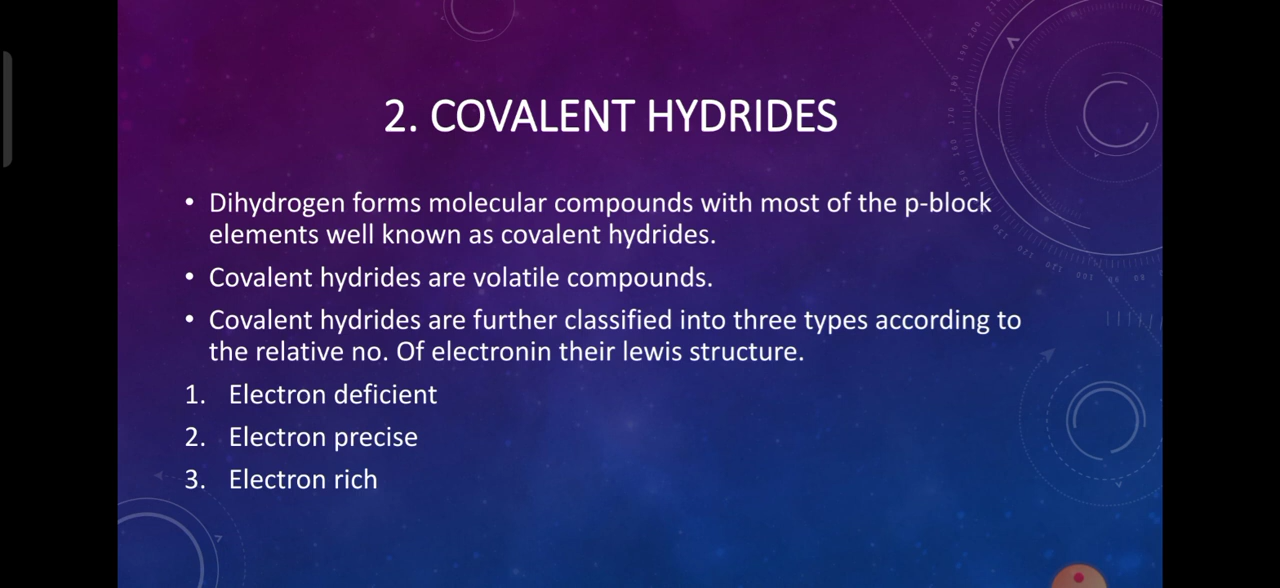 2. COVALENT HYDRIDES
• Dihydrogen forms molecular compounds with most of the p-block
elements well known as covalent hydrides.
• Covalent hydrides are volatile compounds.
• Covalent hydrides are further classified into three types according to
the relative no. Of electronin their lewis structure.
1. Electron deficient
2. Electron precise
3. Electron rich